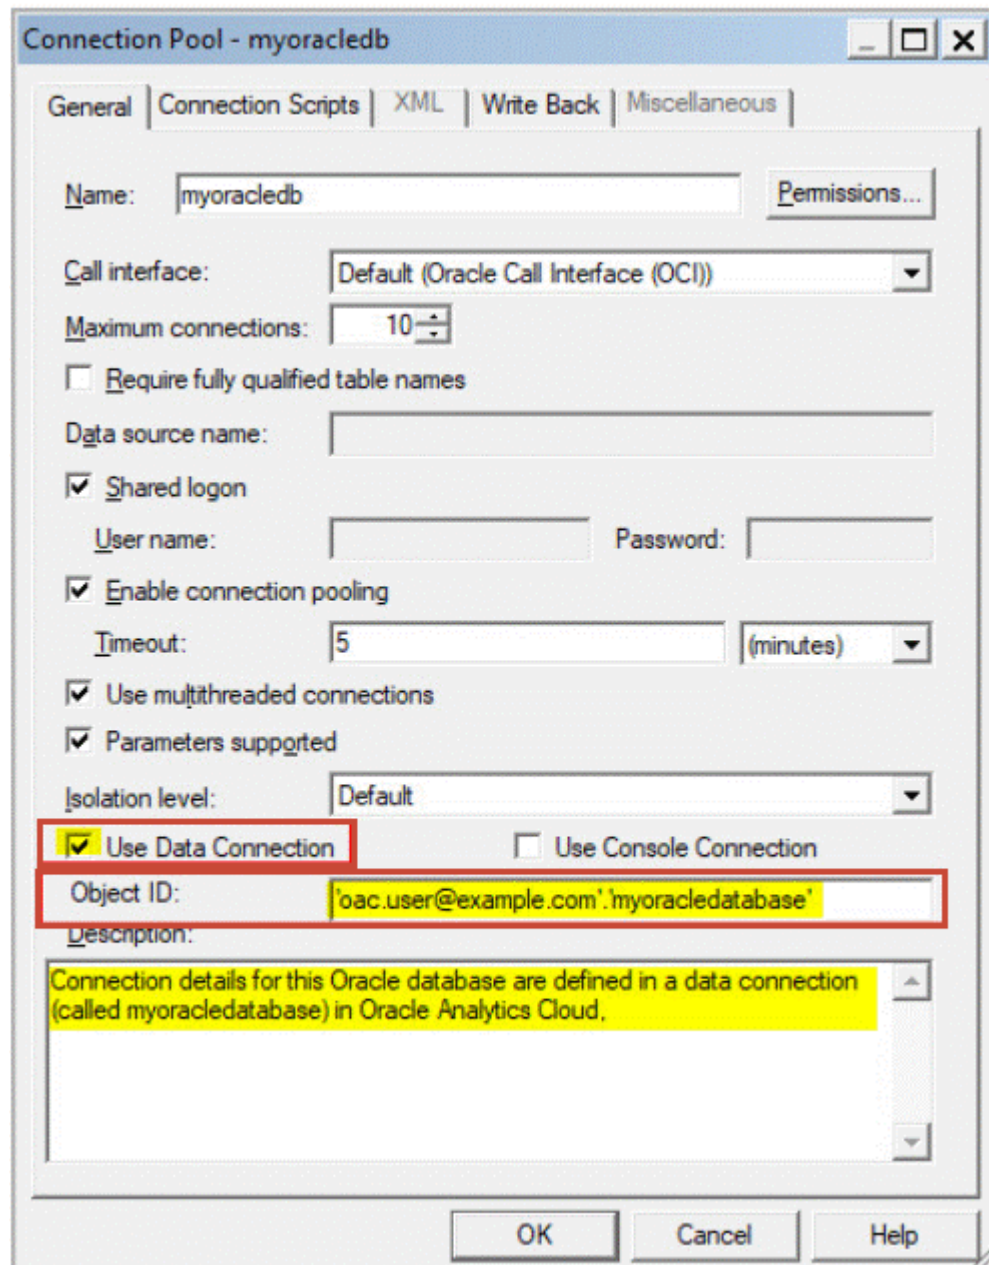 Connection Pool - myoracledb
General Connection Scripts XML Write Back Miscellaneous
Name: myoracledb Permissions...
Call interface: Default (Oracle Call Interface (OCI))
Maximum connections: 10
Require fully qualified table names
Data source name:
Shared logon
User name: Password:
Enable connection pooling
Timeout: 5 (minutes)
Use multithreaded connections
Parameters supported
Isolation level: Default
Use Data Connection Use Console Connection
Object ID: 'oac.user@example.com'.'myoracledatabase'
Description:
Connection details for this Oracle database are defined in a data connection
(called myoracledatabase) in Oracle Analytics Cloud,
OK Cancel Help